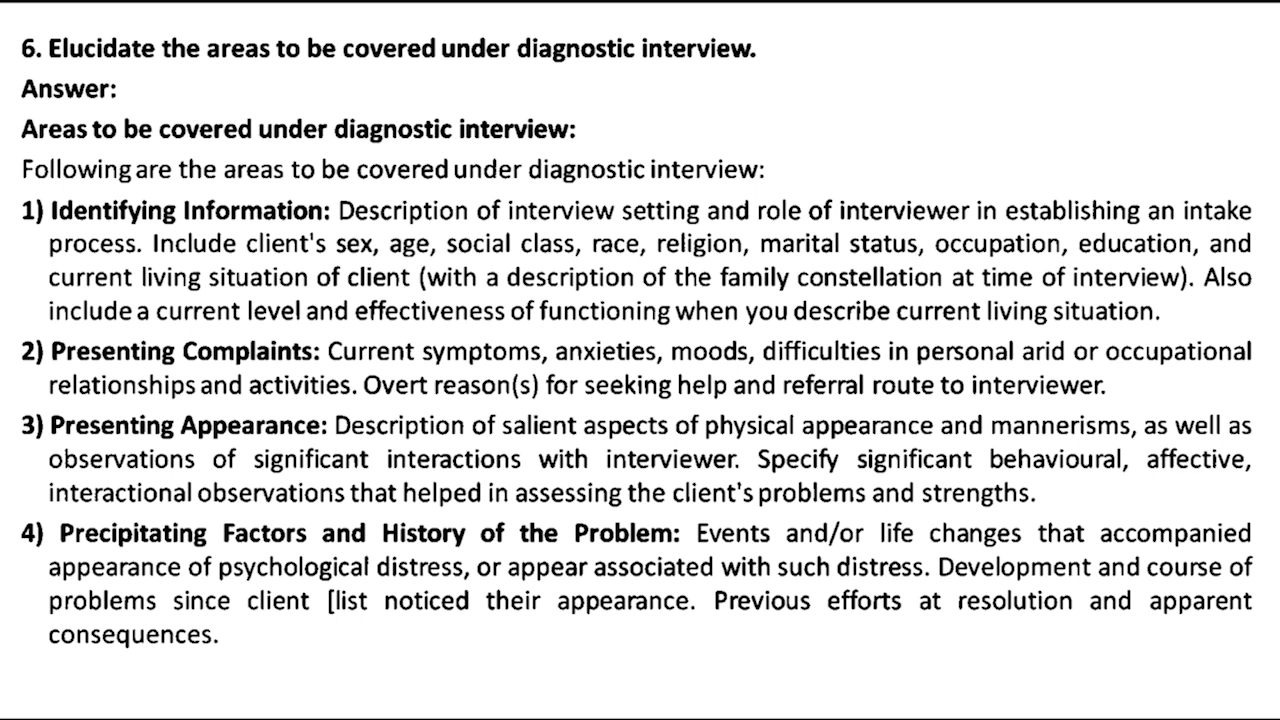 6. Elucidate the areas to be covered under diagnostic interview.
Answer:
Areas to be covered under diagnostic interview:
Following are the areas to be covered under diagnostic interview:
1) Identifying Information: Description of interview setting and role of interviewer in establishing an intake
process. Include client's sex, age, social class, race, religion, marital status, occupation, education, and
current living situation of client (with a description of the family constellation at time of interview). Also
include a current level and effectiveness of functioning when you describe current living situation.
2) Presenting Complaints: Current symptoms, anxieties, moods, difficulties in personal arid or occupational
relationships and activities. Overt reason(s) for seeking help and referral route to interviewer.
3) Presenting Appearance: Description of salient aspects of physical appearance and mannerisms, as well as
observations of significant interactions with interviewer. Specify significant behavioural, affective,
interactional observations that helped in assessing the client's problems and strengths.
4) Precipitating Factors and History of the Problem: Events and/or life changes that accompanied
appearance of psychological distress, or appear associated with such distress. Development and course of
problems since client [list noticed their appearance. Previous efforts at resolution and apparent
consequences.